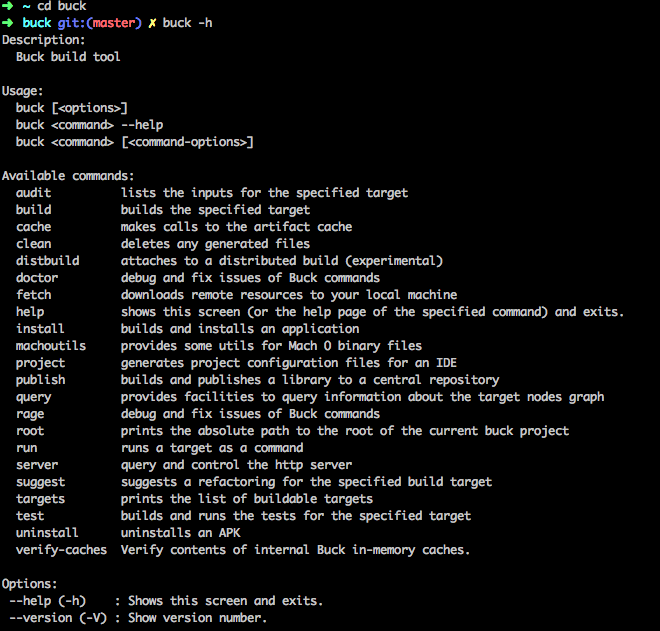 ➜ ~ cd buck
➜ buck git:(master) ✗ buck -h
Description:
  Buck build tool

Usage:
  buck [<options>]
  buck <command> --help
  buck <command> [<command-options>]

Available commands:
  audit          lists the inputs for the specified target
  build          builds the specified target
  cache          makes calls to the artifact cache
  clean          deletes any generated files
  distbuild      attaches to a distributed build (experimental)
  doctor         debug and fix issues of Buck commands
  fetch          downloads remote resources to your local machine
  help           shows this screen (or the help page of the specified command) and exits.
  install        builds and installs an application
  machoutils     provides some utils for Mach O binary files
  project        generates project configuration files for an IDE
  publish        builds and publishes a library to a central repository
  query          provides facilities to query information about the target nodes graph
  rage           debug and fix issues of Buck commands
  root           prints the absolute path to the root of the current buck project
  run            runs a target as a command
  server         query and control the http server
  suggest        suggests a refactoring for the specified build target
  targets        prints the list of buildable targets
  test           builds and runs the tests for the specified target
  uninstall      uninstalls an APK
  verify-caches  Verify contents of internal Buck in-memory caches.

Options:
 --help (-h)    : Shows this screen and exits.
 --version (-V) : Show version number.